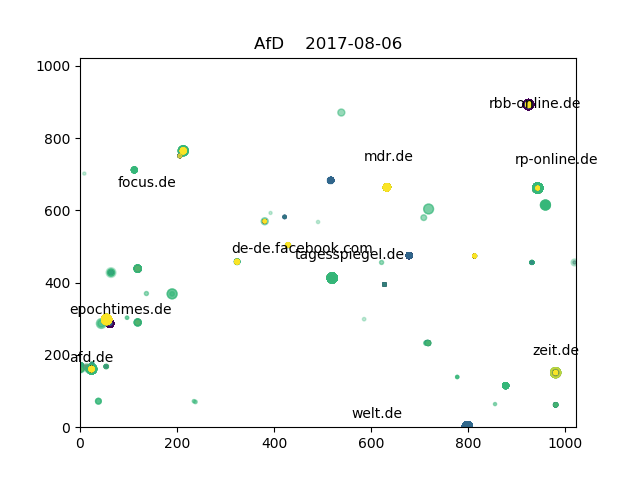 AfD    2017-08-06
1000
rbb-online.de
800
mdr.de
rp-online.de
focus.de
600
de-de.facebook.com
tagesspiegel.de
400
epochtimes.de
200
afd.de
zeit.de
welt.de
0
0 200 400 600 800 1000